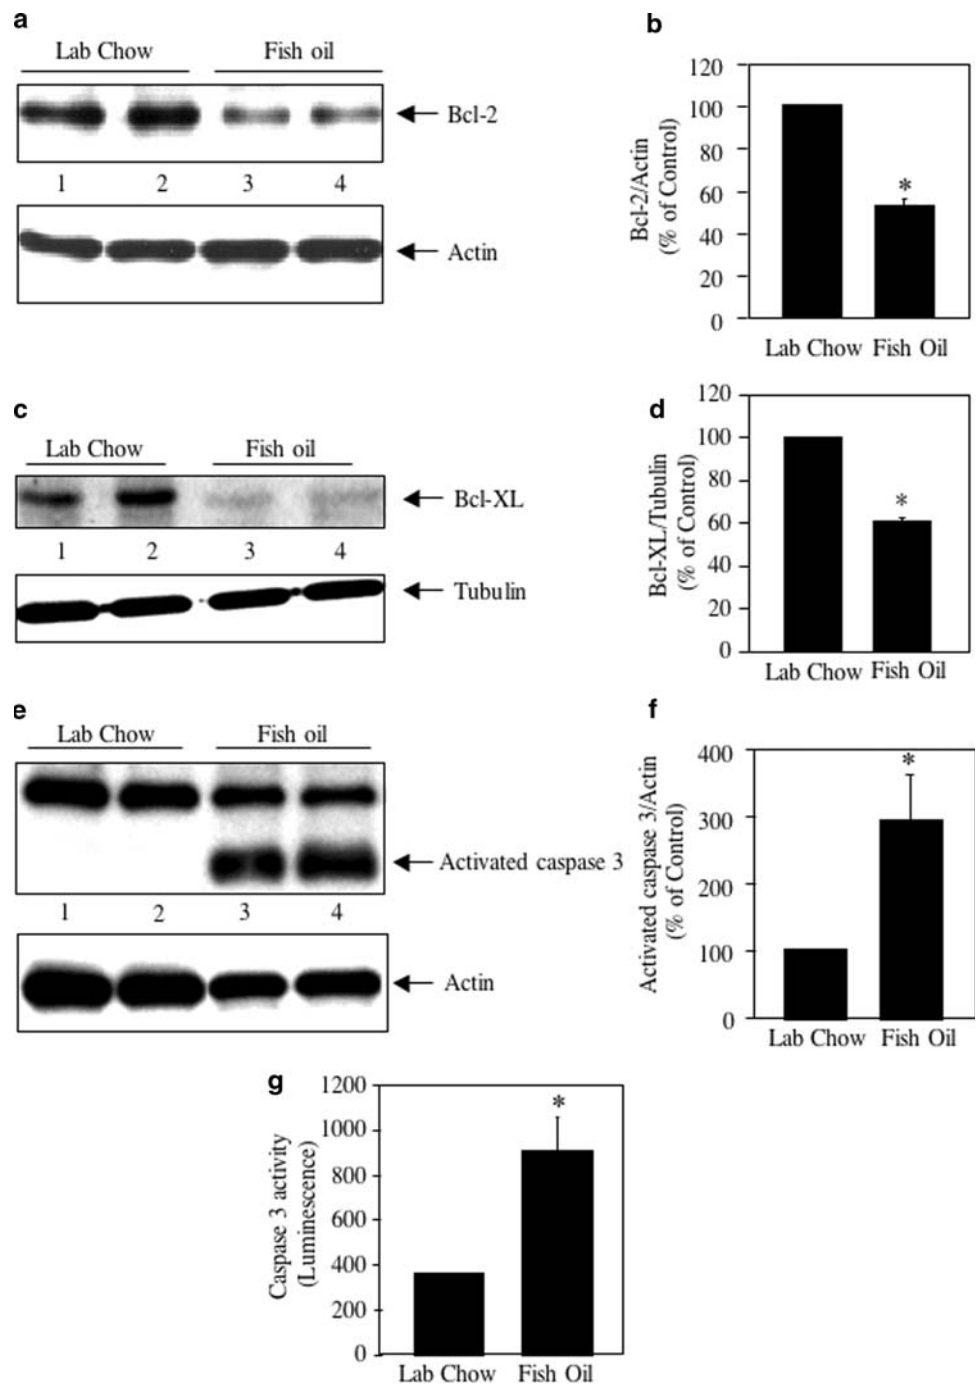 a
Lab Chow Fish oil
Bcl-2
1 2 3 4
Actin
b
120
100
80
60
40
20
0
Bcl-2/Actin
(% of Control)
*
Lab Chow Fish Oil
c
Lab Chow Fish oil
Bcl-XL
1 2 3 4
Tubulin
d
120
100
80
60
40
20
0
Bcl-XL/Tubulin
(% of Control)
*
Lab Chow Fish Oil
e
Lab Chow Fish oil
Activated caspase 3
1 2 3 4
Actin
f
400
300
200
100
0
Activated caspase 3/Actin
(% of Control)
*
Lab Chow Fish Oil
g
1200
1000
800
600
400
200
0
Caspase 3 activity
(Luminescence)
*
Lab Chow Fish Oil